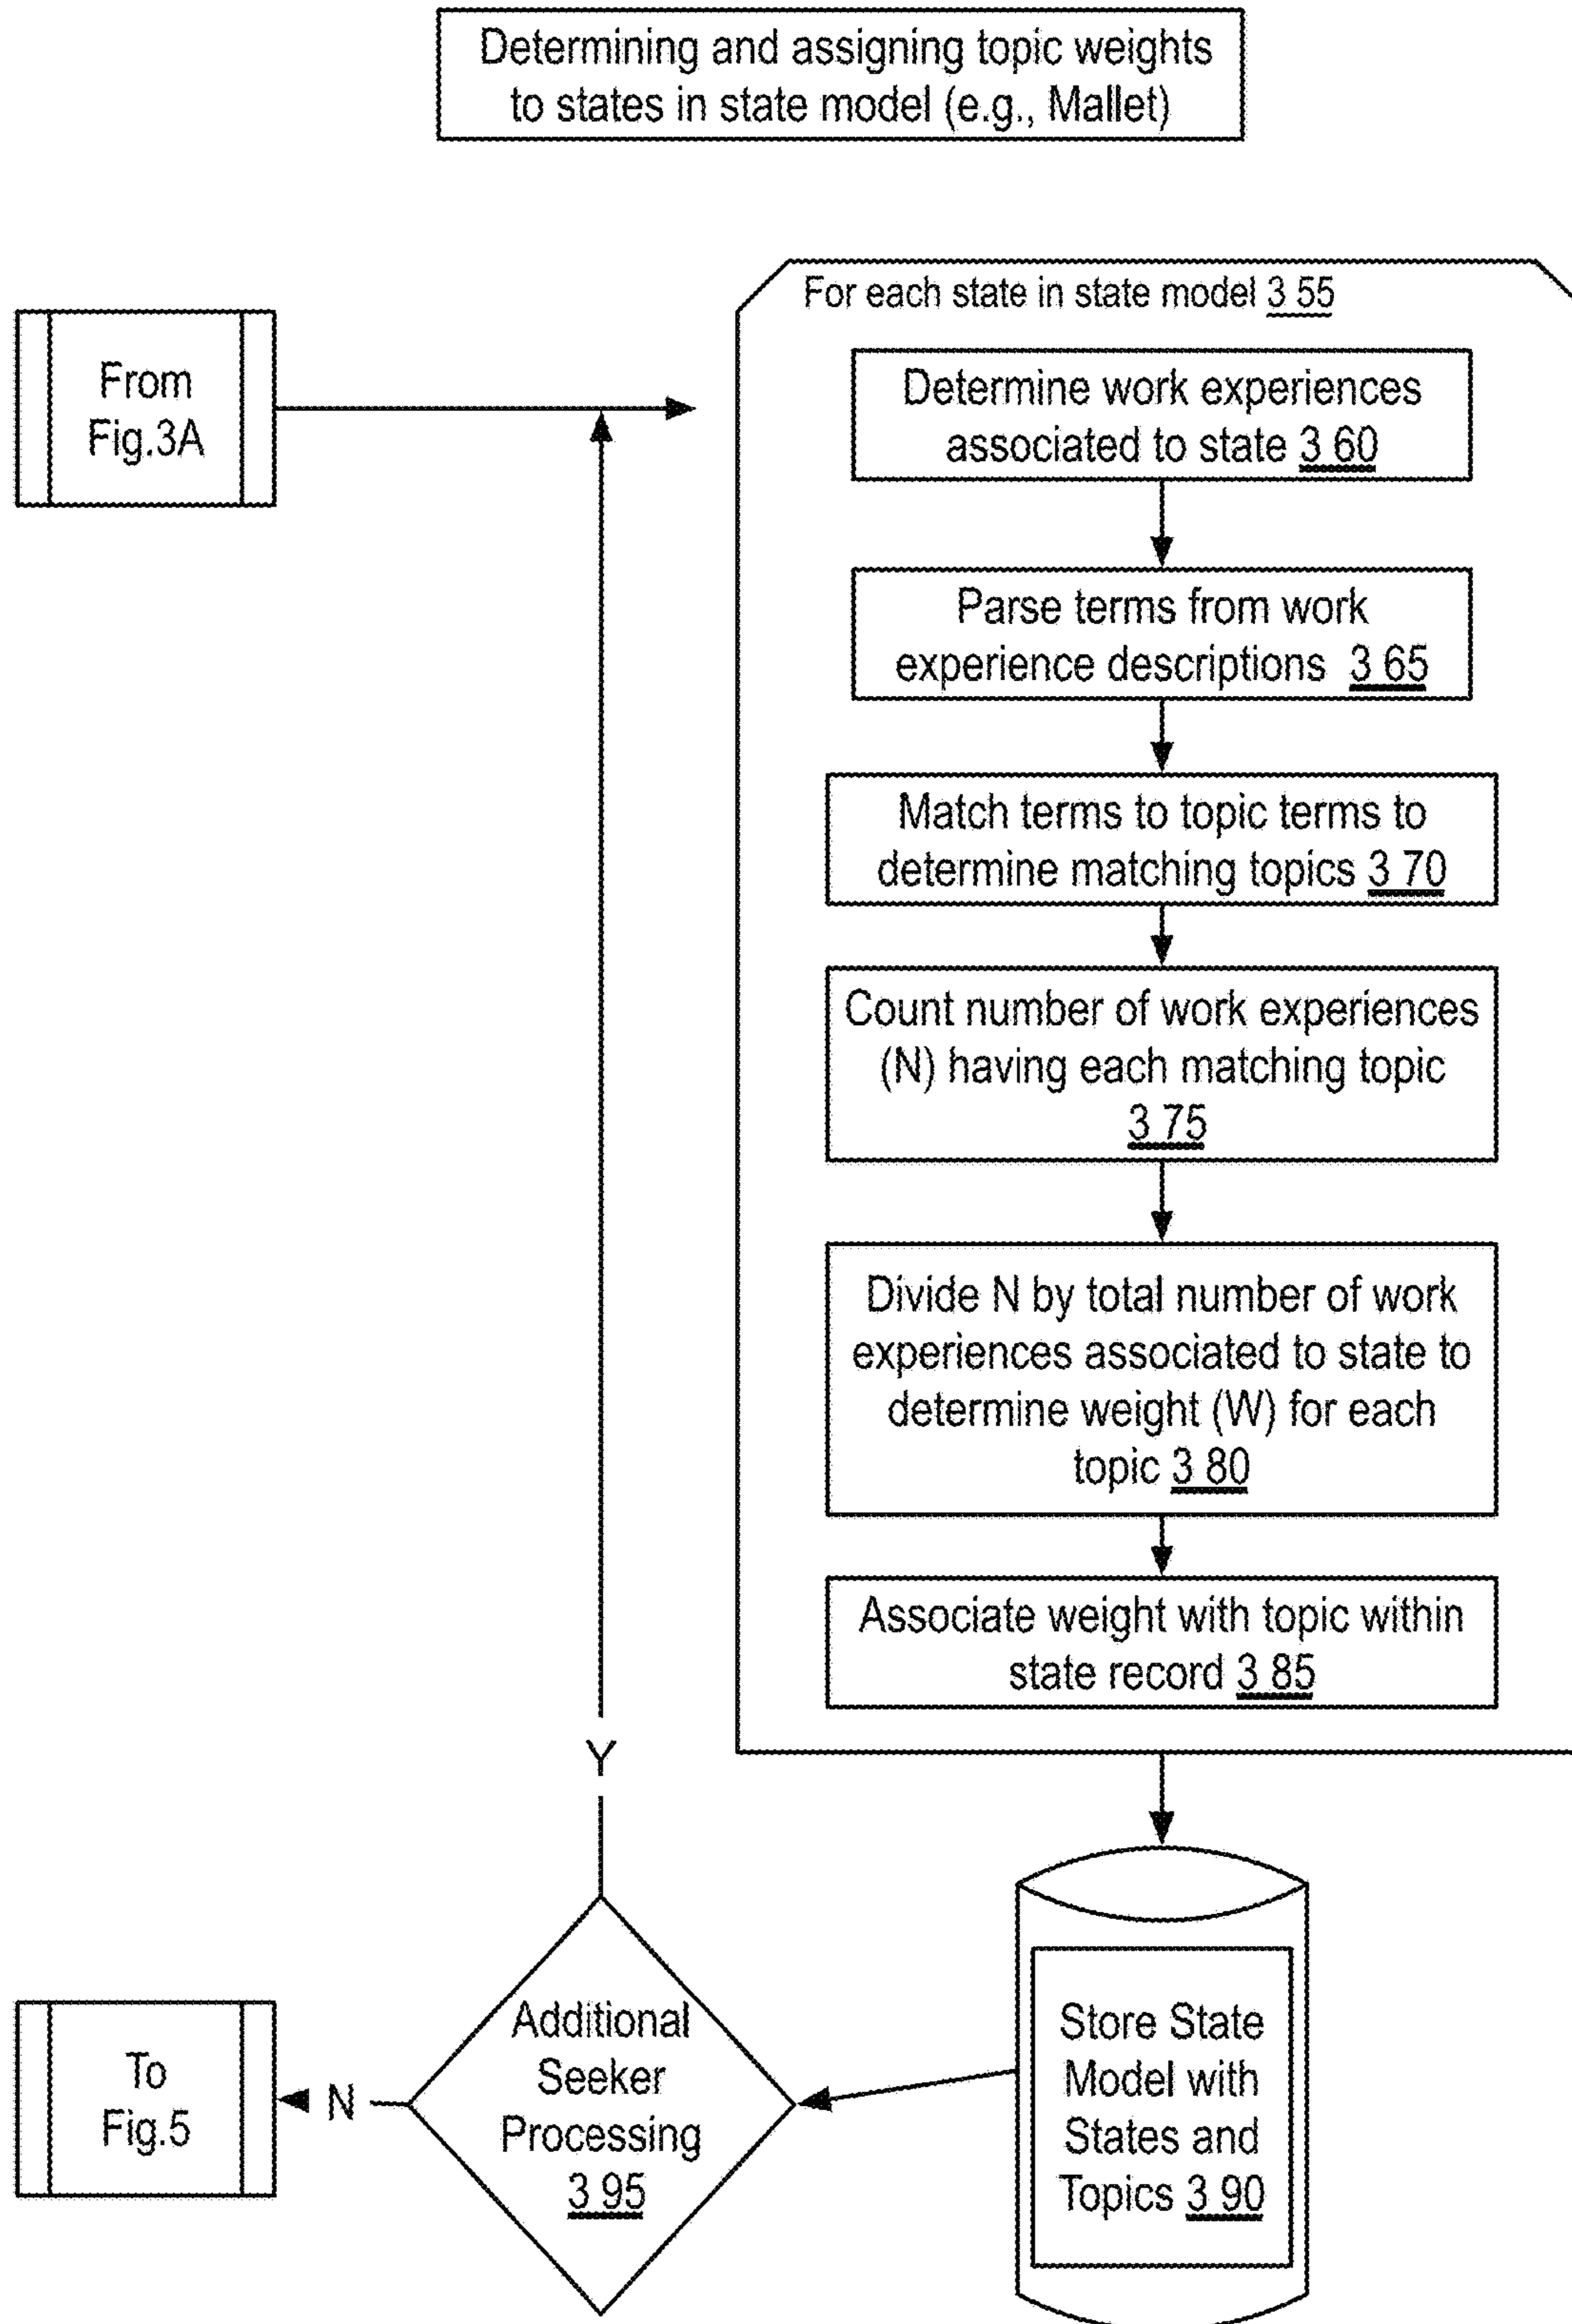 Determining and assigning topic weights
to states in state model (e.g., Mallet)
From
Fig.3A
For each state in state model 3 55
Determine work experiences
associated to state 3 60
Parse terms from work
experience descriptions 3 65
Match terms to topic terms to
determine matching topics 3 70
Count number of work experiences
(N) having each matching topic
3 75
Divide N by total number of work
experiences associated to state to
determine weight (W) for each
topic 3 80
Associate weight with topic within
state record 3 85
Y
Store State
Model with
States and
Topics 3 90
Additional
Seeker
Processing
3 95
N
To
Fig.5